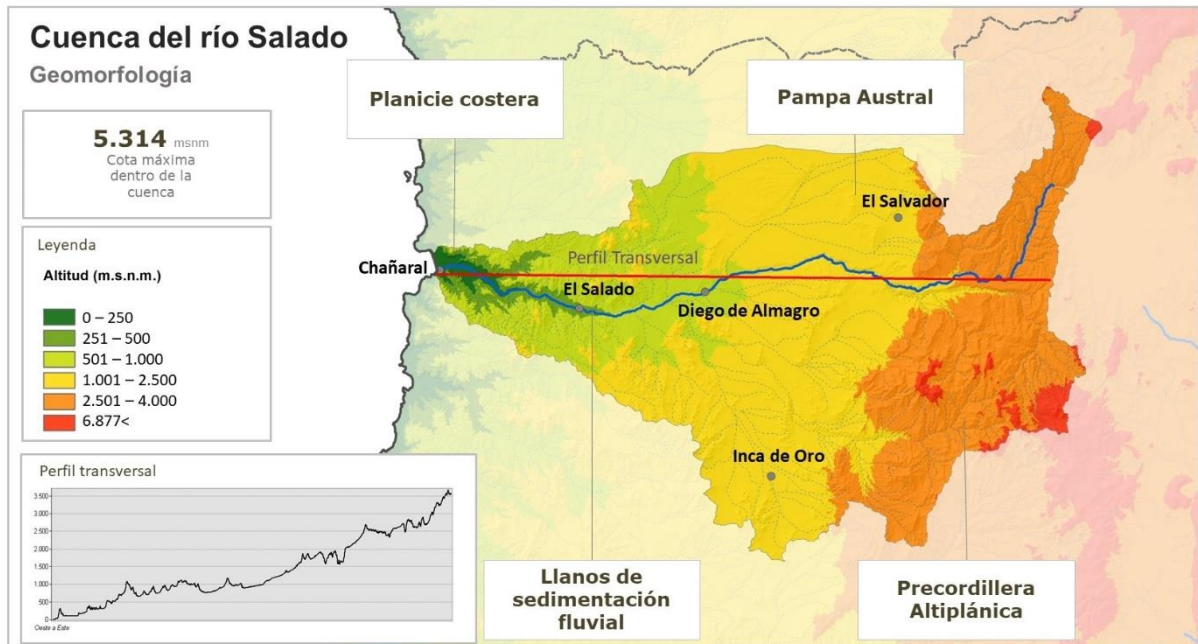 Cuenca del río Salado
Geomorfología
Planicie costera
Pampa Austral
5.314 msnm
Cota máxima
dentro de la
cuenca
Leyenda
Altitud (m.s.n.m.)
0 – 250
251 – 500
501 – 1.000
1.001 – 2.500
2.501 – 4.000
6.877<
El Salvador
Perfil Transversal
Chañaral
El Salado
Diego de Almagro
Inca de Oro
Perfil transversal
3.500
3.000
2.500
2.000
1.500
1.000
500
0
Oeste a Este
Llanos de
sedimentación
fluvial
Precordillera
Altiplánica